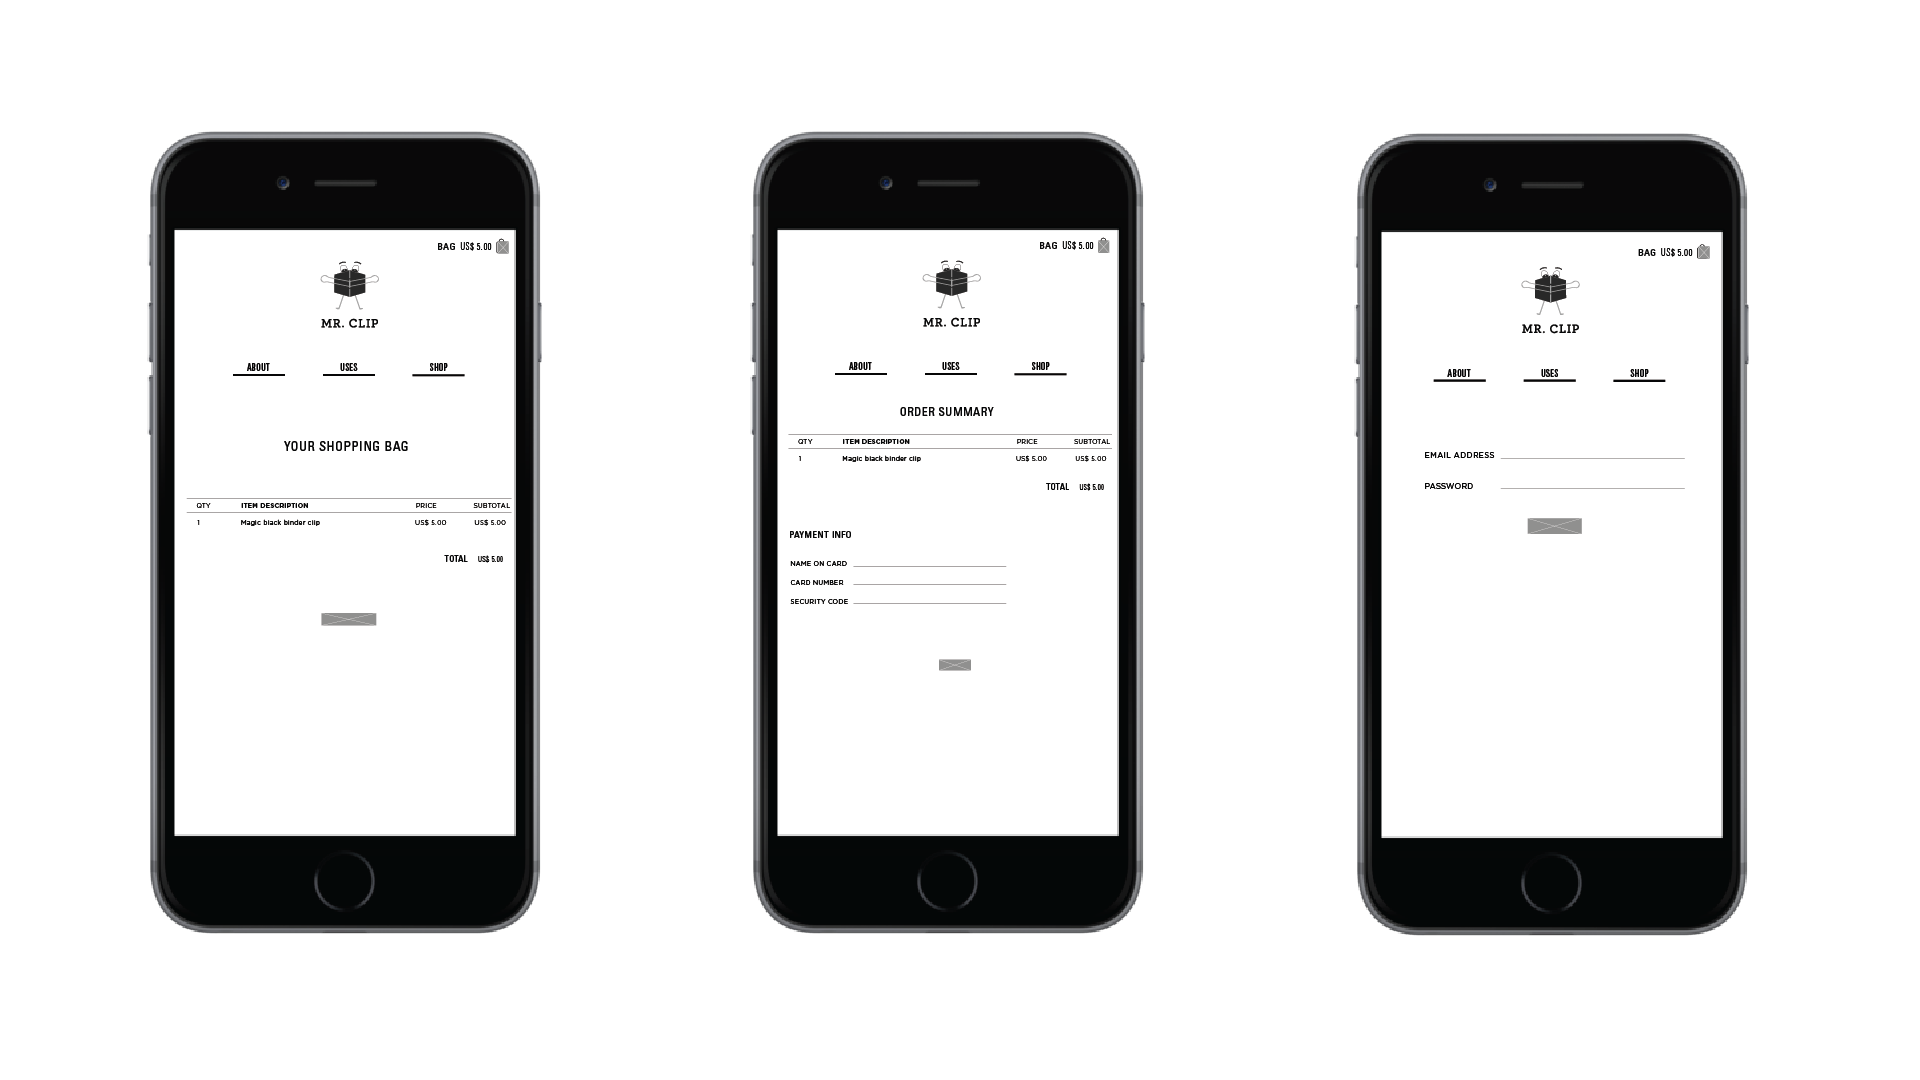 BAG US$ 5.00
MR. CLIP
ABOUT USES SHOP
YOUR SHOPPING BAG
QTY ITEM DESCRIPTION PRICE SUBTOTAL
1 Magic black binder clip US$ 5.00 US$ 5.00
TOTAL US$ 5.00
BAG US$ 5.00
MR. CLIP
ABOUT USES SHOP
ORDER SUMMARY
QTY ITEM DESCRIPTION PRICE SUBTOTAL
1 Magic black binder clip US$ 5.00 US$ 5.00
TOTAL US$ 5.00
PAYMENT INFO
NAME ON CARD
CARD NUMBER
SECURITY CODE
BAG US$ 5.00
MR. CLIP
ABOUT USES SHOP
EMAIL ADDRESS
PASSWORD